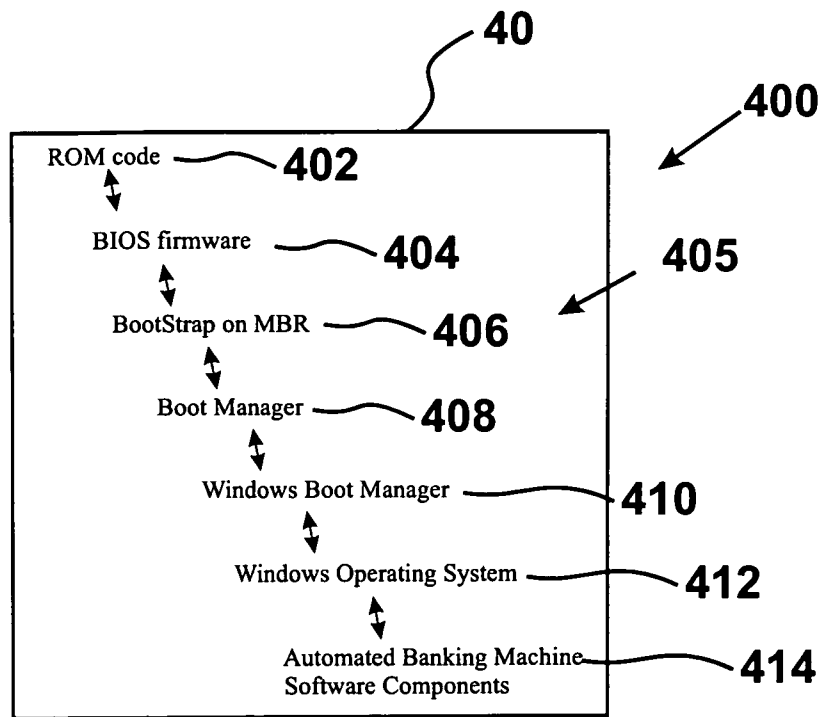 40
400
ROM code 402
BIOS firmware 404
405
BootStrap on MBR 406
Boot Manager 408
Windows Boot Manager 410
Windows Operating System 412
Automated Banking Machine 414
Software Components